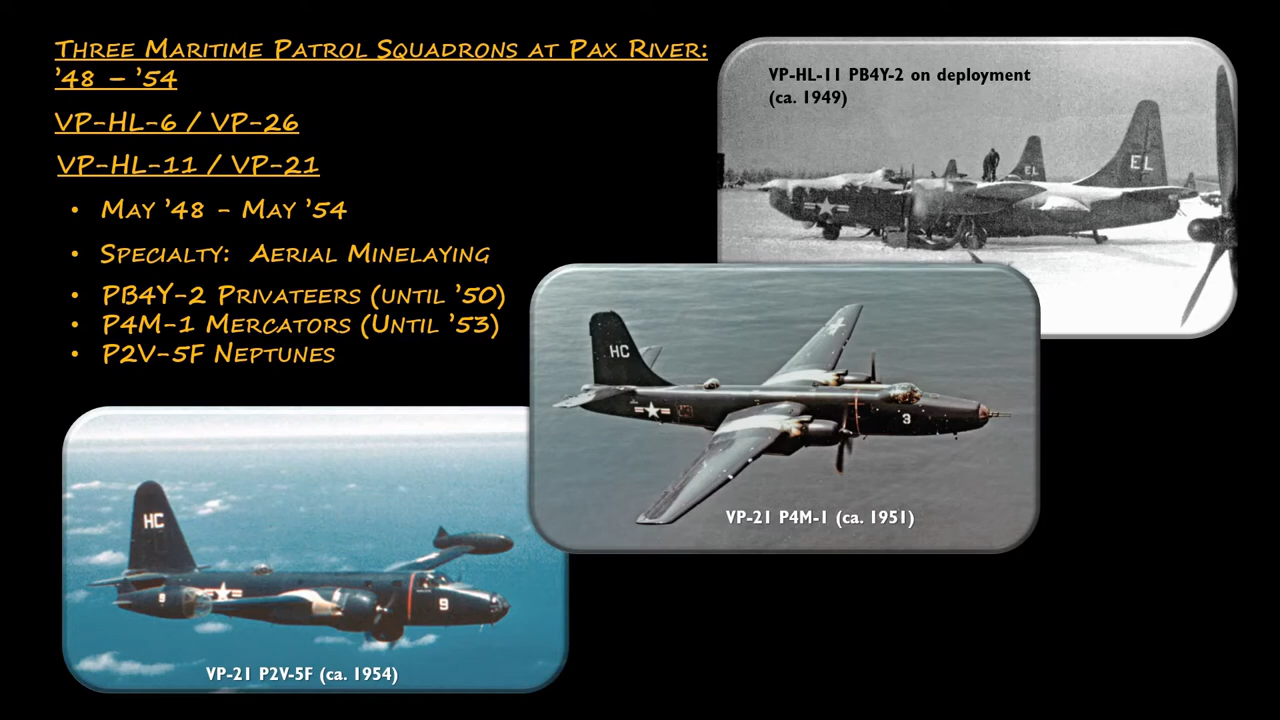 Three Maritime Patrol Squadrons at Pax River:
’48 – ’54
VP-HL-6 / VP-26
VP-HL-11 / VP-21
• May ’48 - May ’54
• Specialty: Aerial Minelaying
• PB4Y-2 Privateers (until ’50)
• P4M-1 Mercators (Until ’53)
• P2V-5F Neptunes
VP-HL-11 PB4Y-2 on deployment
(ca. 1949)
EL
EL
HC
3
VP-21 P4M-1 (ca. 1951)
HC
9
9
VP-21 P2V-5F (ca. 1954)